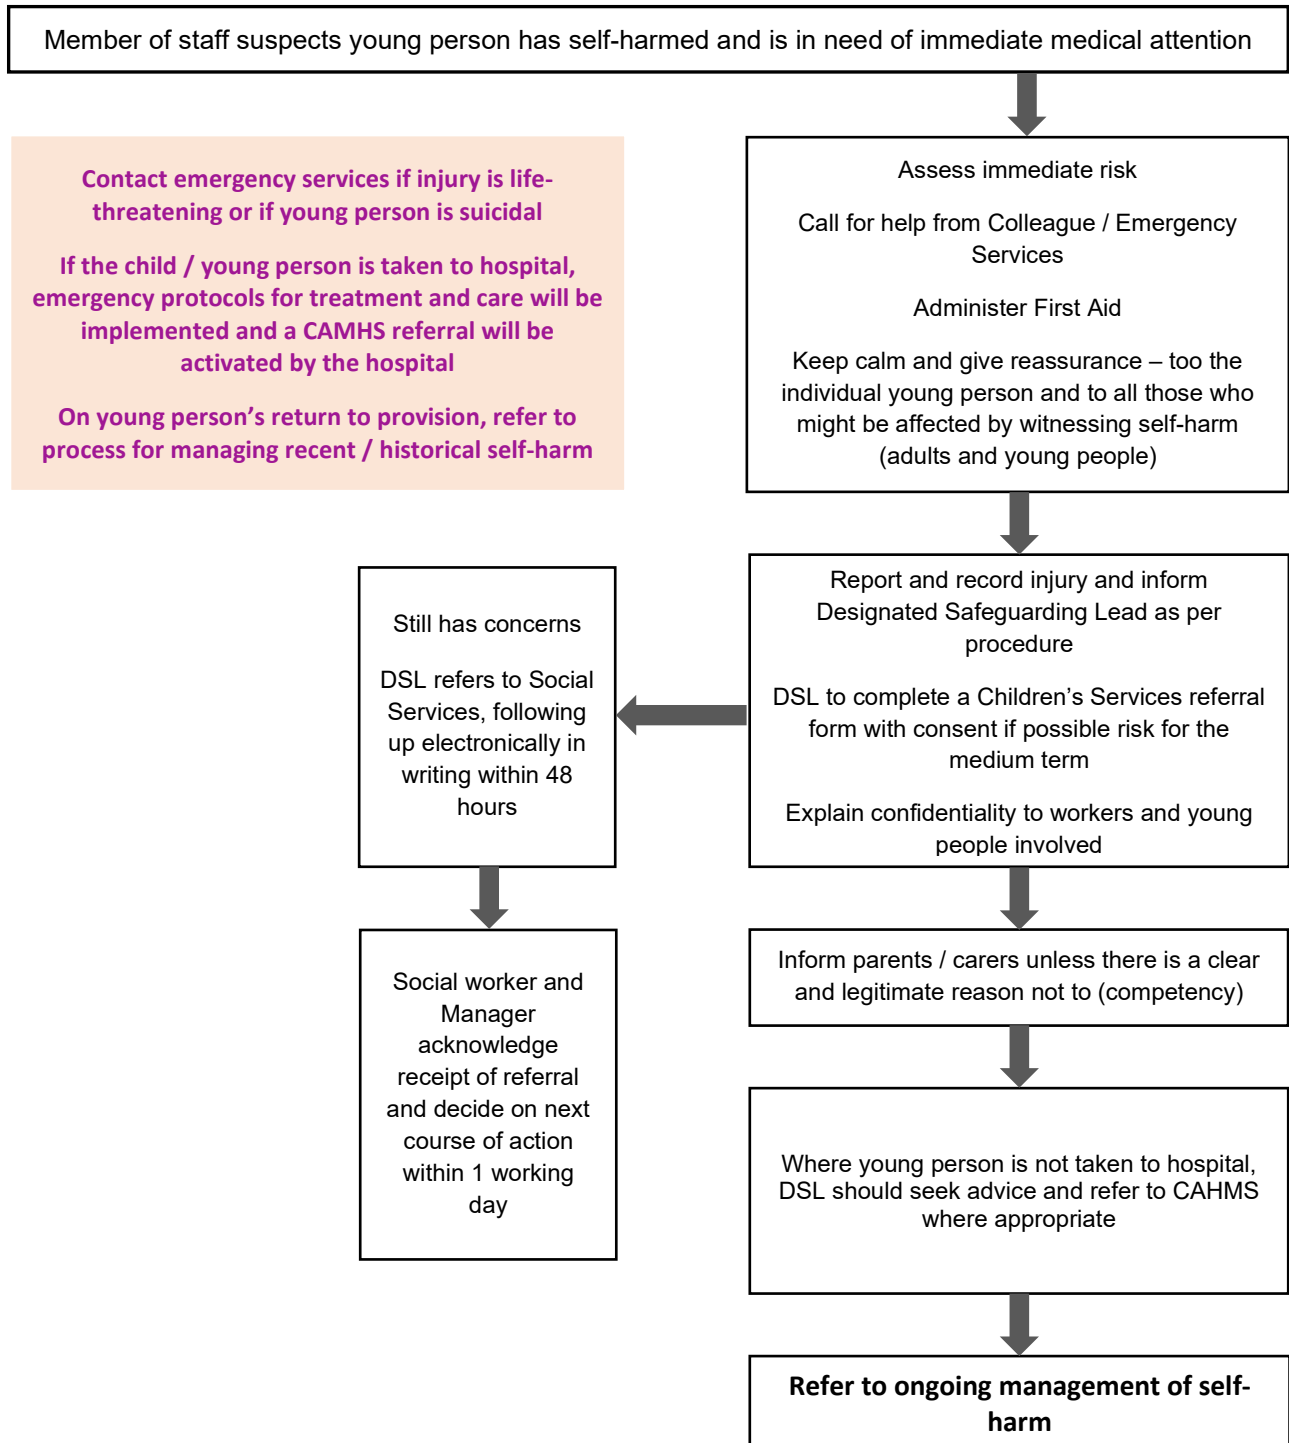 Member of staff suspects young person has self-harmed and is in need of immediate medical attention
Contact emergency services if injury is life-
threatening or if young person is suicidal
If the child / young person is taken to hospital,
emergency protocols for treatment and care will be
implemented and a CAMHS referral will be
activated by the hospital
On young person’s return to provision, refer to
process for managing recent / historical self-harm
Assess immediate risk
Call for help from Colleague / Emergency
Services
Administer First Aid
Keep calm and give reassurance – too the
individual young person and to all those who
might be affected by witnessing self-harm
(adults and young people)
Report and record injury and inform
Designated Safeguarding Lead as per
procedure
DSL to complete a Children’s Services referral
form with consent if possible risk for the
medium term
Explain confidentiality to workers and young
people involved
Still has concerns
DSL refers to Social
Services, following
up electronically in
writing within 48
hours
Social worker and
Manager
acknowledge
receipt of referral
and decide on next
course of action
within 1 working
day
Inform parents / carers unless there is a clear
and legitimate reason not to (competency)
Where young person is not taken to hospital,
DSL should seek advice and refer to CAHMS
where appropriate
Refer to ongoing management of self-
harm